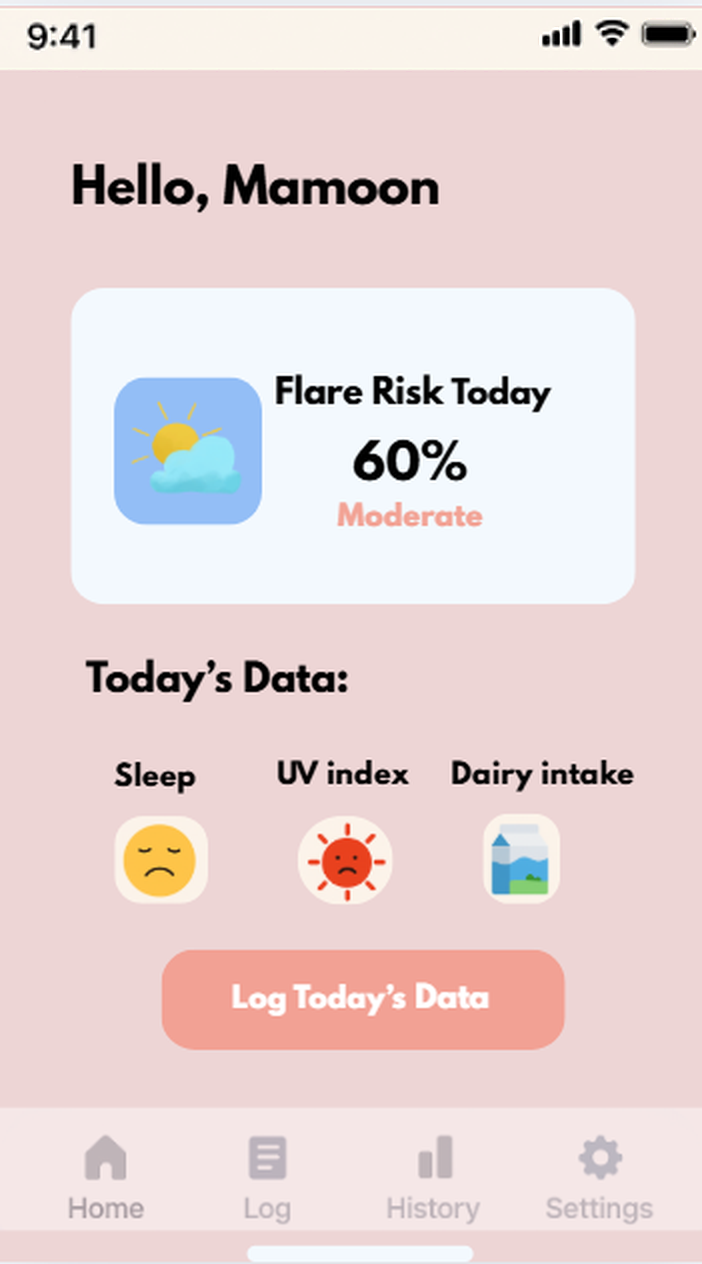 9:41
Hello, Mamoon
Flare Risk Today
60%
Moderate
Today’s Data:
Sleep
UV index
Dairy intake
Log Today’s Data
Home
Log
History
Settings